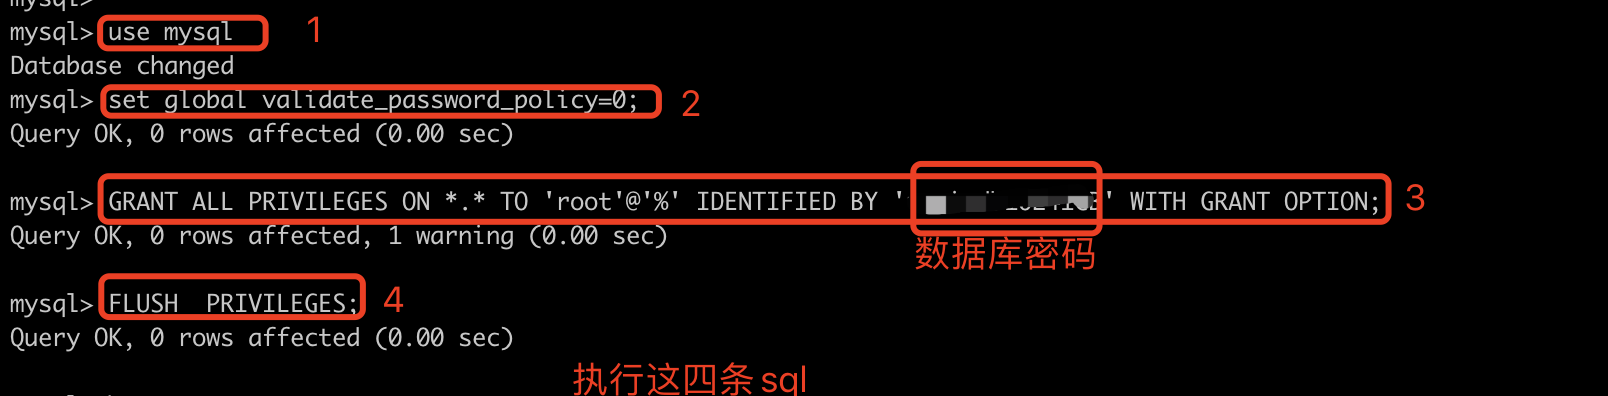 mysql>
mysql> use mysql 1
Database changed
mysql> set global validate_password_policy=0; 2
Query OK, 0 rows affected (0.00 sec)
mysql> GRANT ALL PRIVILEGES ON *.* TO 'root'@'%' IDENTIFIED BY ' ' WITH GRANT OPTION; 3
Query OK, 0 rows affected, 1 warning (0.00 sec)
数据库密码
mysql> FLUSH  PRIVILEGES; 4
Query OK, 0 rows affected (0.00 sec)
执行这四条 sql